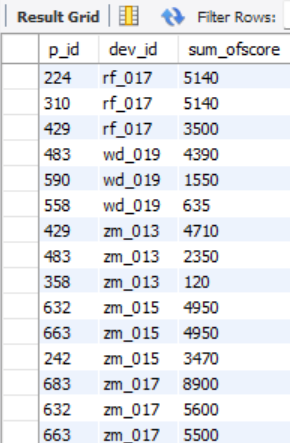 Result Grid Filter Rows:
p_id dev_id sum_ofscore
224 rf_017 5140
310 rf_017 5140
429 rf_017 3500
483 wd_019 4390
590 wd_019 1550
558 wd_019 635
429 zm_013 4710
483 zm_013 2350
358 zm_013 120
632 zm_015 4950
663 zm_015 4950
242 zm_015 3470
683 zm_017 8900
632 zm_017 5600
663 zm_017 5500